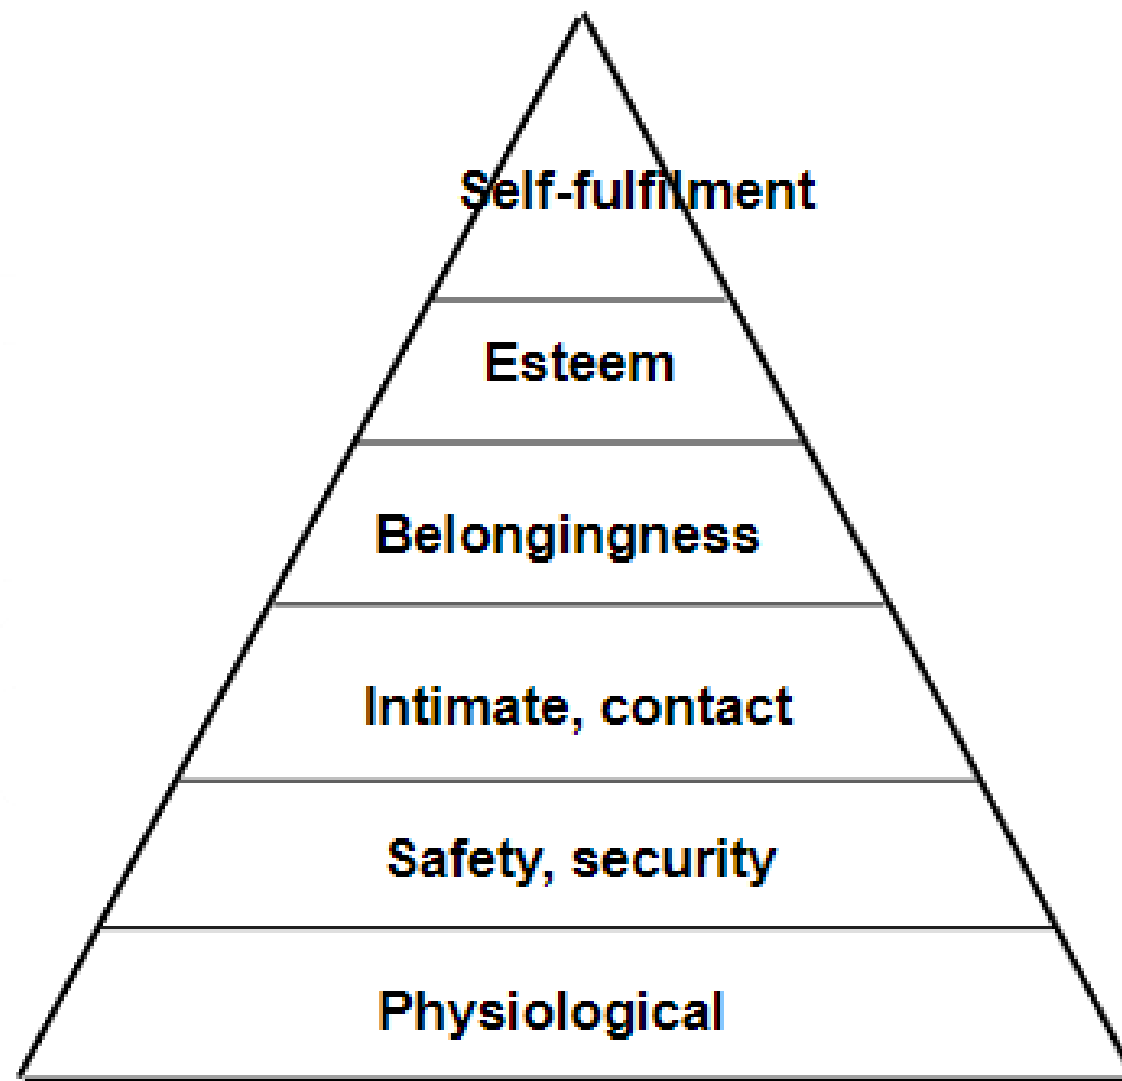 Self-fulfilment
Esteem
Belongingness
Intimate, contact
Safety, security
Physiological